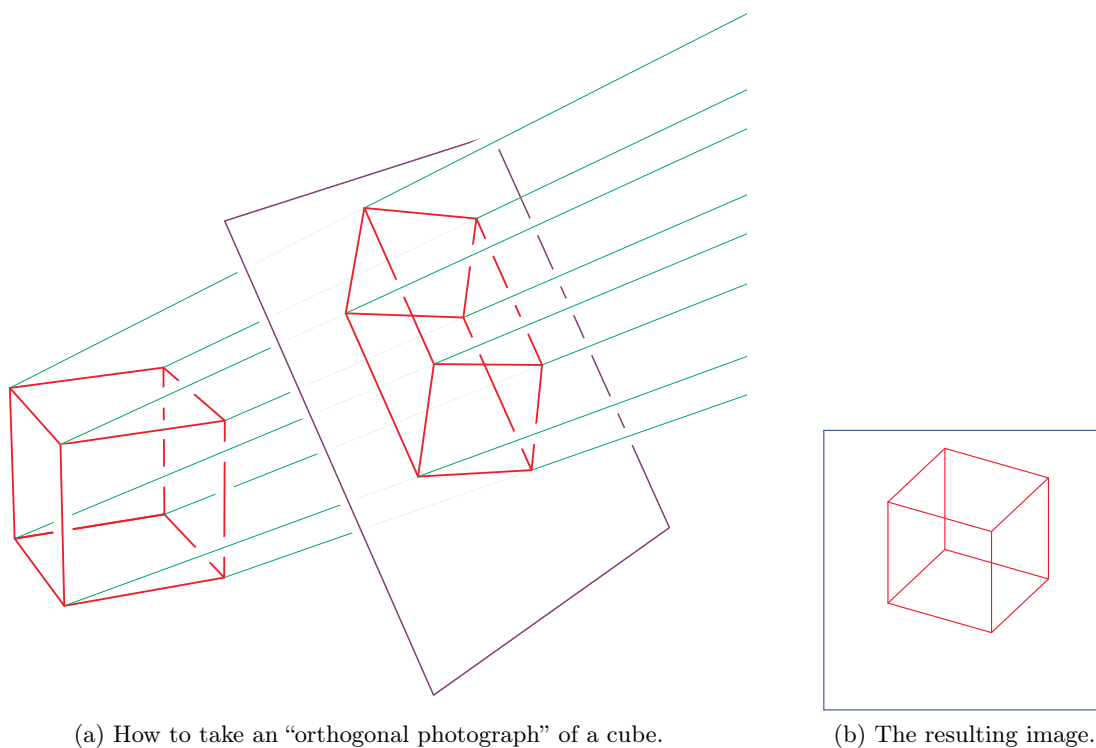 (a) How to take an “orthogonal photograph” of a cube.
(b) The resulting image.